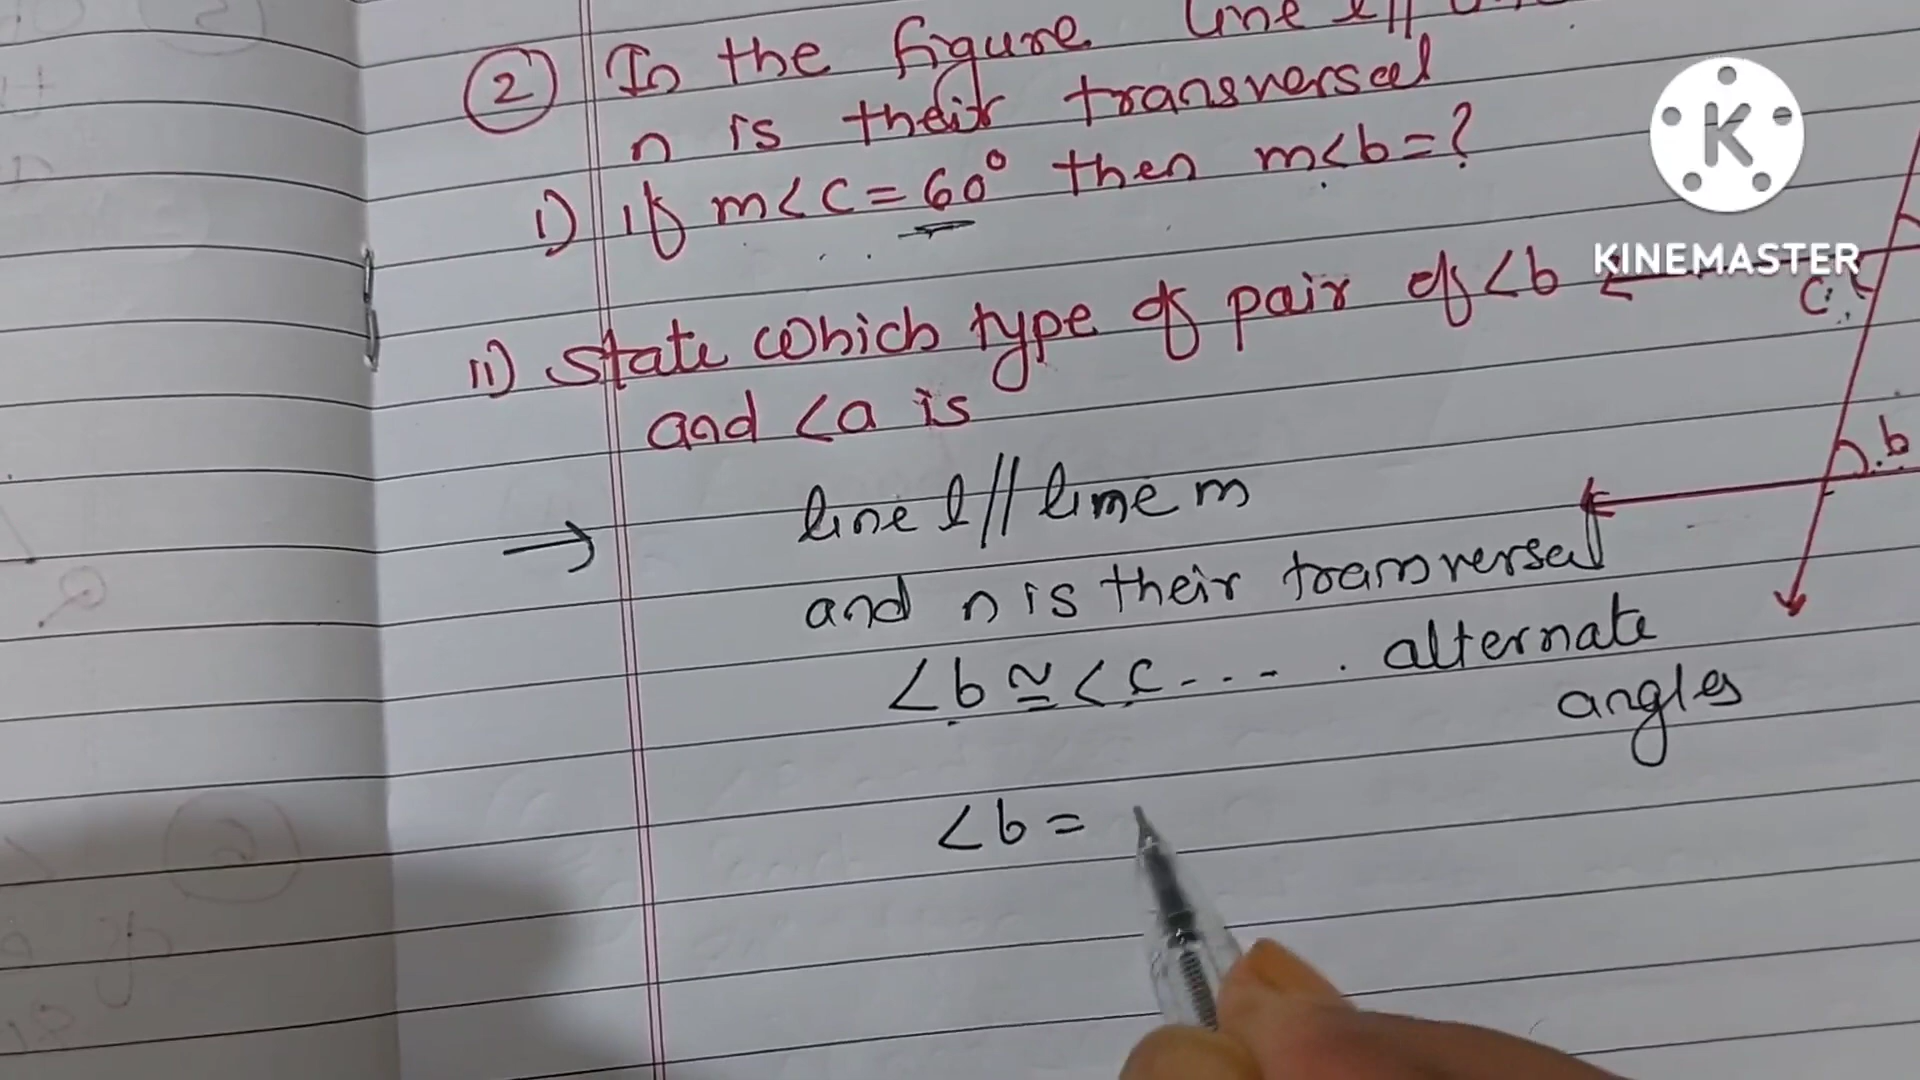 ② In the figure line l//
n is their transversal
i) if m<c = 60° then m<b = ?
ii) State which type of pair of <b
and <a is
line l // line m
and n is their transversal
<b ≅ <c - - - . alternate
angles
<b =
c
b
K
KINEMASTER